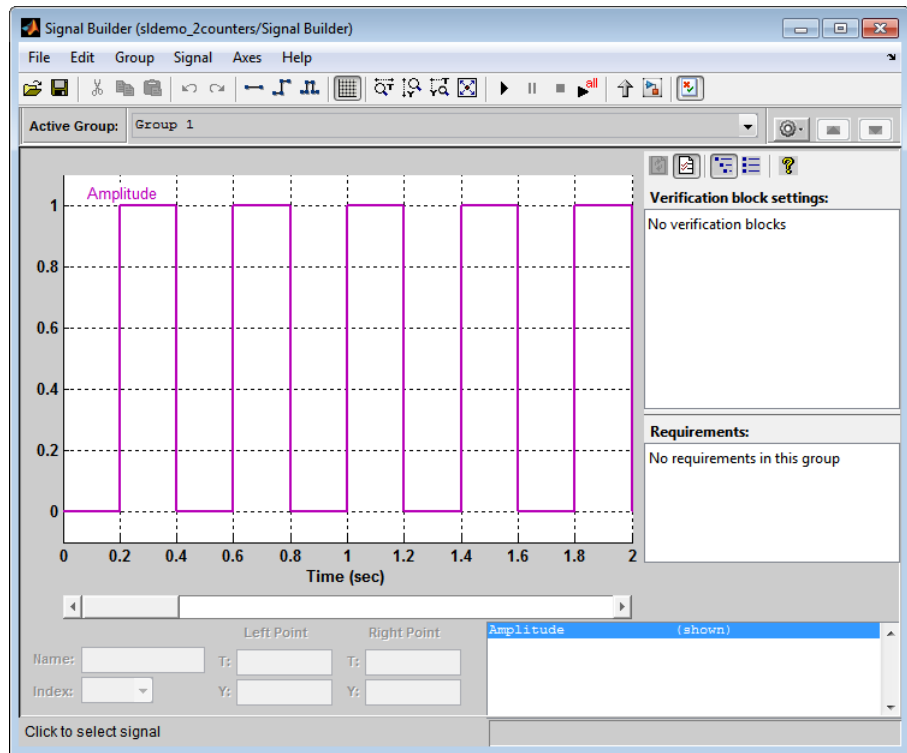 Signal Builder (sldemo_2counters/Signal Builder)
File Edit Group Signal Axes Help
all
Active Group: Group 1
Amplitude
1
0.8
0.6
0.4
0.2
0
0 0.2 0.4 0.6 0.8 1 1.2 1.4 1.6 1.8 2
Time (sec)
Verification block settings:
No verification blocks
Requirements:
No requirements in this group
Left Point Right Point
Name: T: T:
Index: Y: Y:
Amplitude (shown)
Click to select signal